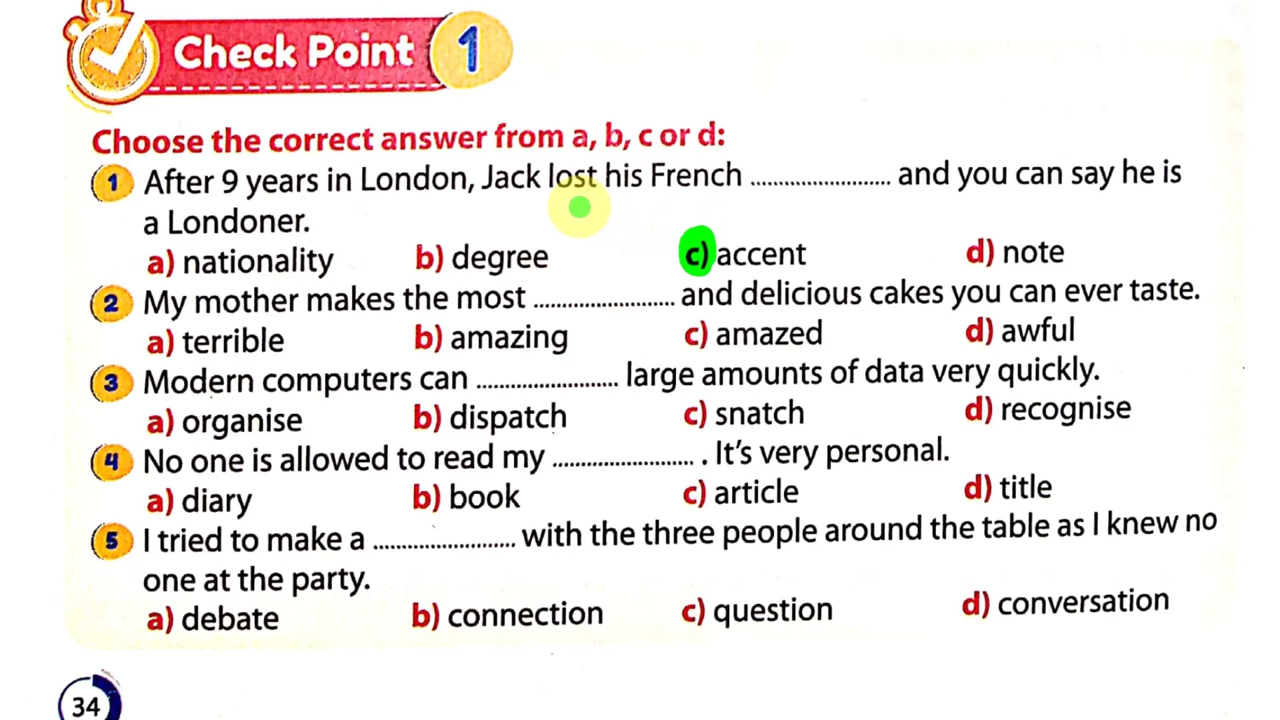 Check Point 1
Choose the correct answer from a, b, c or d:
1 After 9 years in London, Jack lost his French ........................ and you can say he is
a Londoner.
a) nationality b) degree c) accent d) note
2 My mother makes the most ........................ and delicious cakes you can ever taste.
a) terrible b) amazing c) amazed d) awful
3 Modern computers can ........................ large amounts of data very quickly.
a) organise b) dispatch c) snatch d) recognise
4 No one is allowed to read my ........................ . It's very personal.
a) diary b) book c) article d) title
5 I tried to make a ........................ with the three people around the table as I knew no
one at the party.
a) debate b) connection c) question d) conversation
34